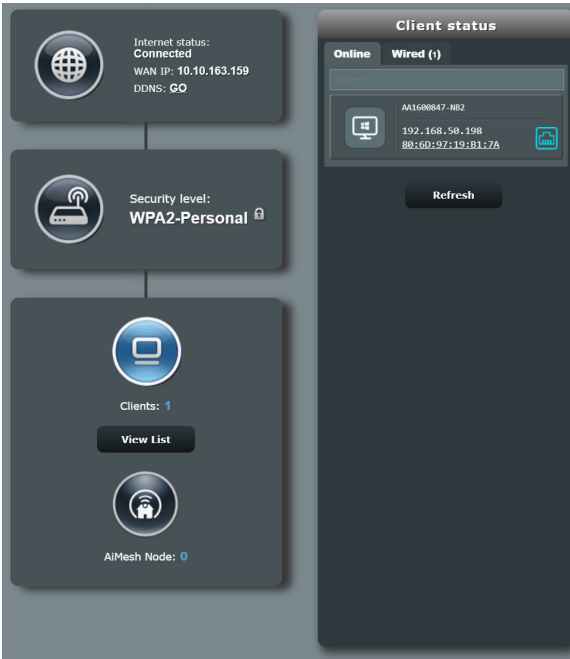 Internet status:
Connected
WAN IP: 10.10.163.159
DDNS: GO
Security level:
WPA2-Personal
Clients: 1
View List
AiMesh Node: 0
Client status
Online Wired (1)
Search
AA1600847-NB2
192.168.50.198
80:6D:97:19:B1:7A
Refresh